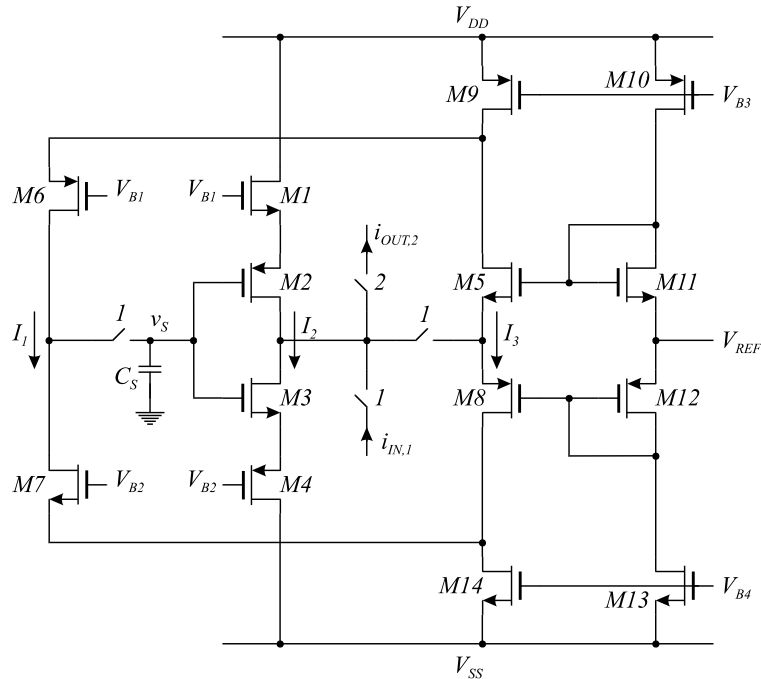 V_DD
M9
M10
V_B3
M6
V_B1
V_B1
M1
i_OUT,2
M2
2
M5
M11
I_1
1
v_S
I_2
1
I_3
V_REF
C_S
M3
1
M8
M12
i_IN,1
M7
V_B2
V_B2
M4
M14
M13
V_B4
V_SS